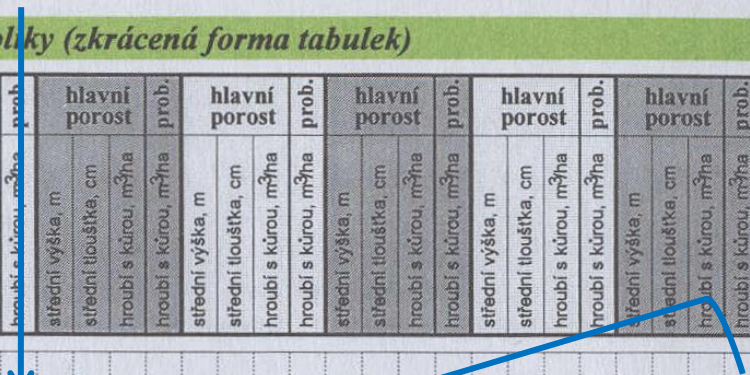 (zkrácená forma tabulek)
prob.
hlavní
porost
prob.
hlavní
porost
prob.
hlavní
porost
prob.
hlavní
porost
prob.
hlavní
porost
prob.
hroubí s kůrou, m³/ha
střední výška, m
střední tloušťka, cm
hroubí s kůrou, m³/ha
hroubí s kůrou, m³/ha
střední výška, m
střední tloušťka, cm
hroubí s kůrou, m³/ha
hroubí s kůrou, m³/ha
střední výška, m
střední tloušťka, cm
hroubí s kůrou, m³/ha
hroubí s kůrou, m³/ha
střední výška, m
střední tloušťka, cm
hroubí s kůrou, m³/ha
hroubí s kůrou, m³/ha
střední výška, m
střední tloušťka, cm
hroubí s kůrou, m³/ha
hroubí s kůrou, m³/ha